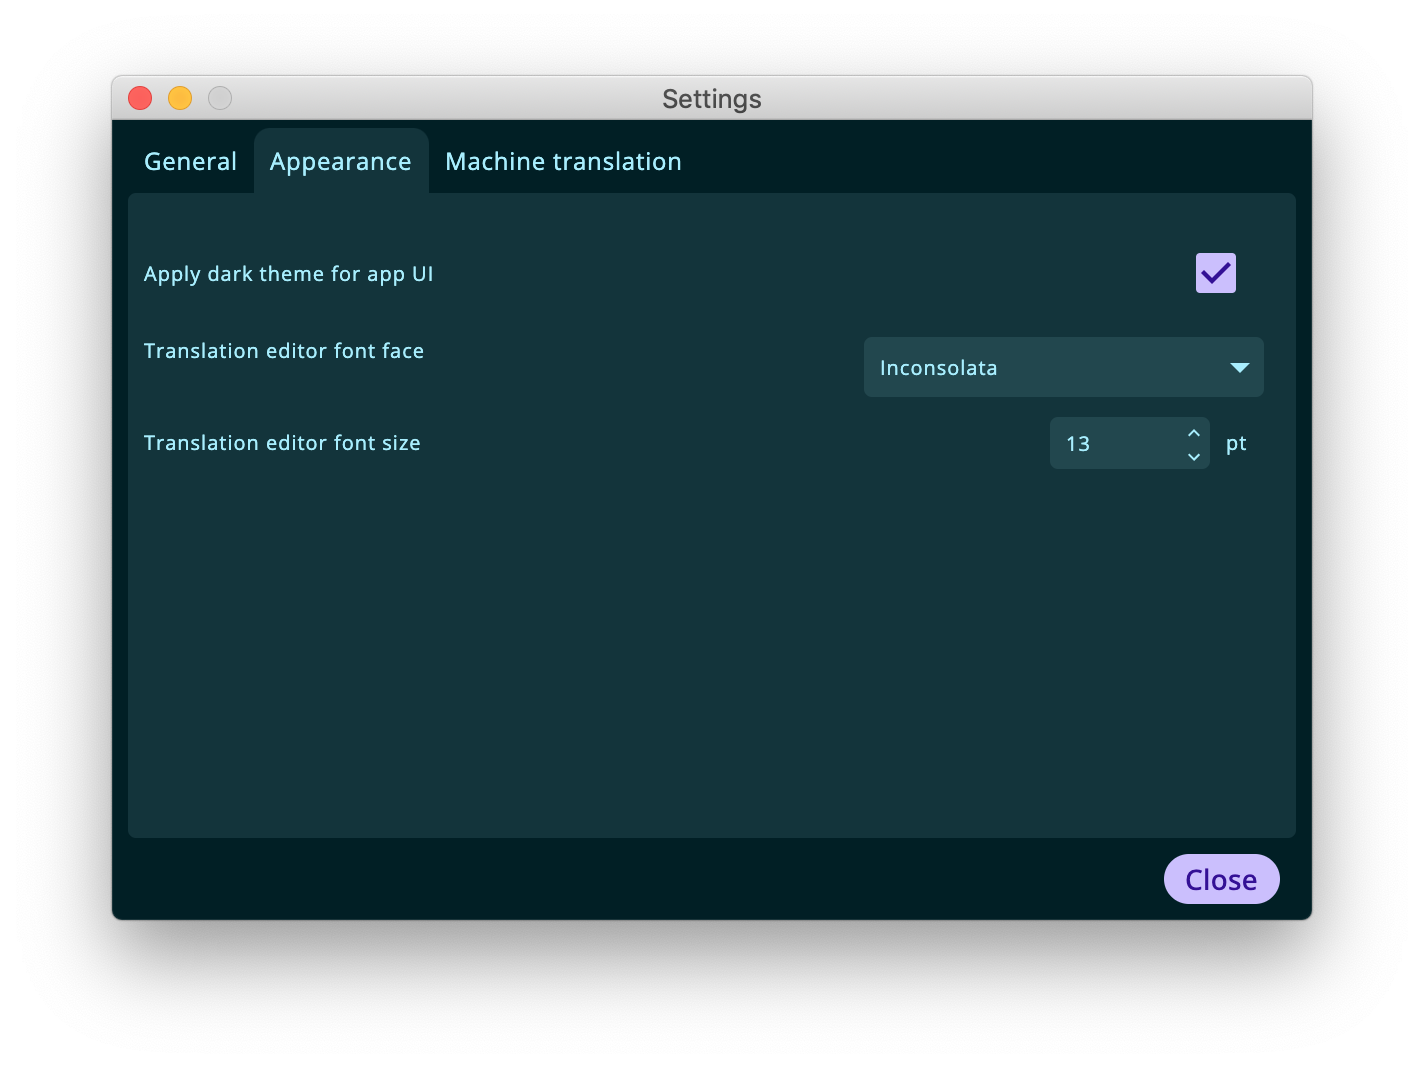 Settings
General Appearance Machine translation
Apply dark theme for app UI
Translation editor font face
Inconsolata
Translation editor font size 13 pt
Close